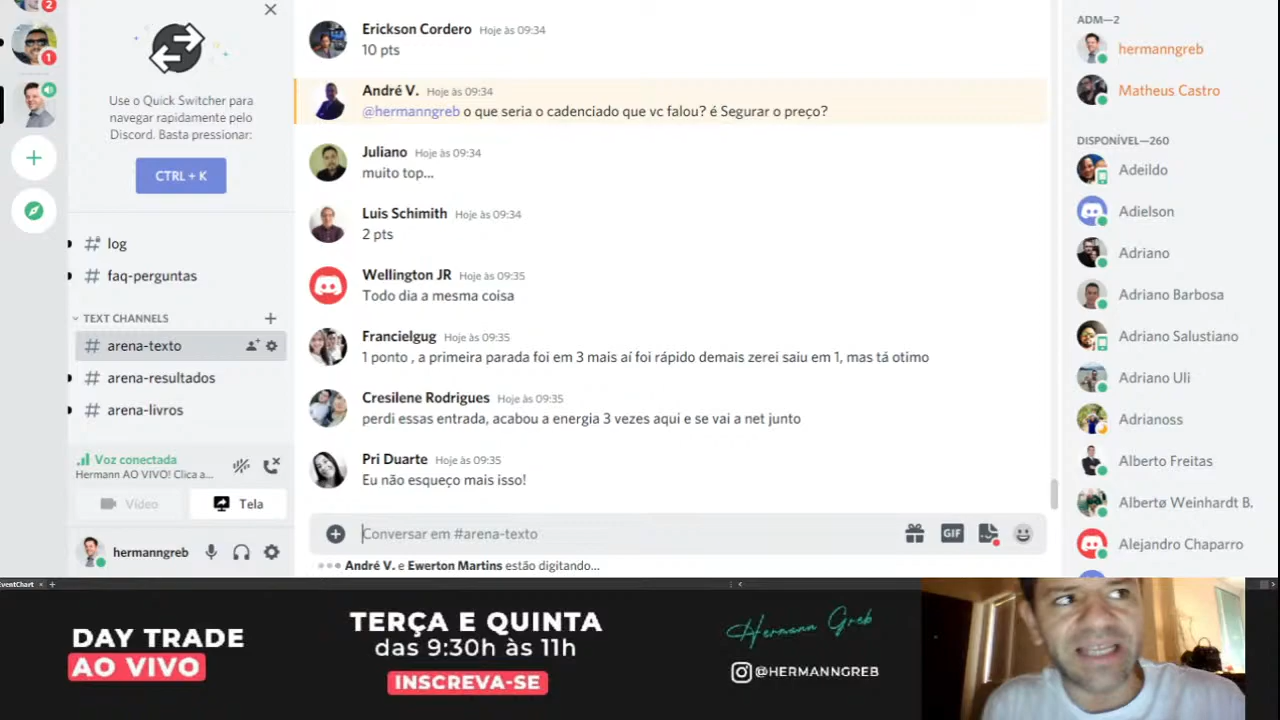 2
1
Use o Quick Switcher para
navegar rapidamente pelo
Discord. Basta pressionar:
CTRL + K
log
faq-perguntas
TEXT CHANNELS
arena-texto
arena-resultados
arena-livros
Voz conectada
Hermann AO VIVO! Clica a...
Vídeo
Tela
hermanngreb
Erickson Cordero Hoje às 09:34
10 pts
André V. Hoje às 09:34
@hermanngreb o que seria o cadenciado que vc falou? é Segurar o preço?
Juliano Hoje às 09:34
muito top...
Luis Schimith Hoje às 09:34
2 pts
Wellington JR Hoje às 09:35
Todo dia a mesma coisa
Francielgug Hoje às 09:35
1 ponto , a primeira parada foi em 3 mais aí foi rápido demais zerei saiu em 1, mas tá otimo
Cresilene Rodrigues Hoje às 09:35
perdi essas entrada, acabou a energia 3 vezes aqui e se vai a net junto
Pri Duarte Hoje às 09:35
Eu não esqueço mais isso!
Conversar em #arena-texto
GIF
André V. e Ewerton Martins estão digitando...
ADM—2
hermanngreb
Matheus Castro
DISPONÍVEL—260
Adeildo
Adielson
Adriano
Adriano Barbosa
Adriano Salustiano
Adriano Uli
Adrianoss
Alberto Freitas
Albertø Weinhardt B.
Alejandro Chaparro
EventChart
DAY TRADE
AO VIVO
TERÇA E QUINTA
das 9:30h às 11h
INSCREVA-SE
Hermann Greb
@HERMANNGREB